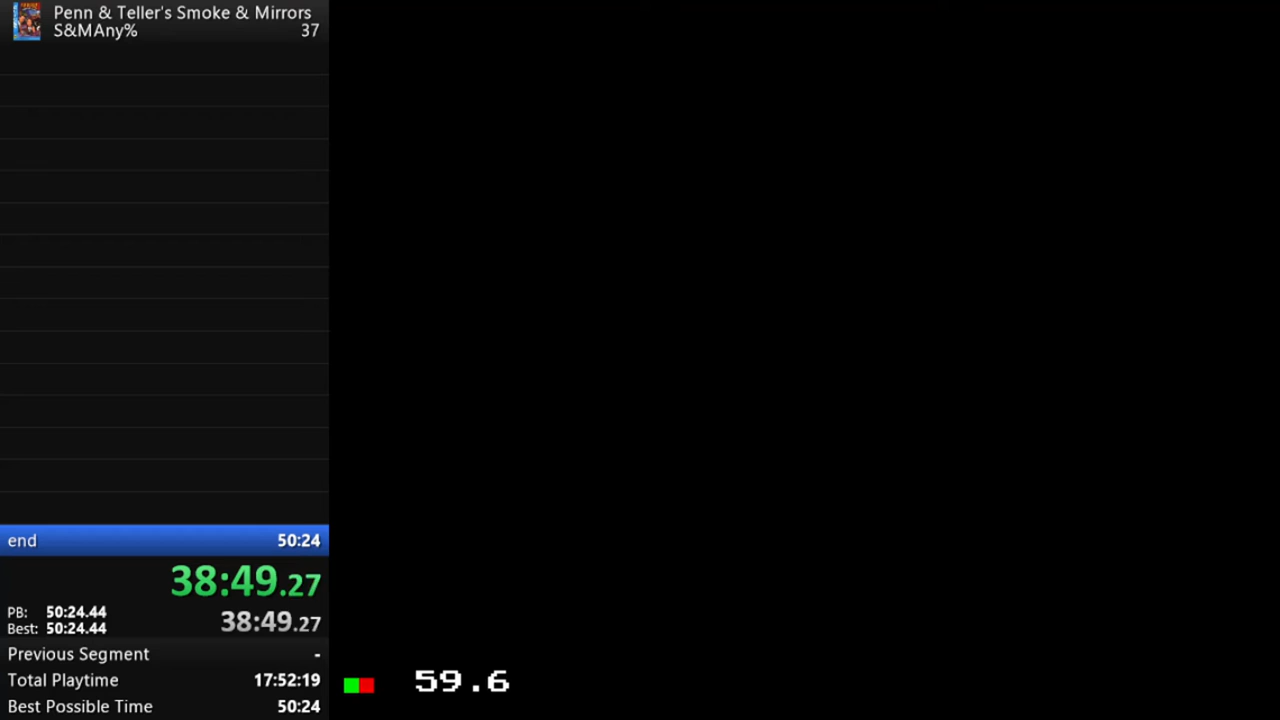 Penn & Teller's Smoke & Mirrors
S&MAny% 37
end 50:24
38:49.27
PB: 50:24.44
Best: 50:24.44
38:49.27
Previous Segment -
Total Playtime 17:52:19
Best Possible Time 50:24
59.6